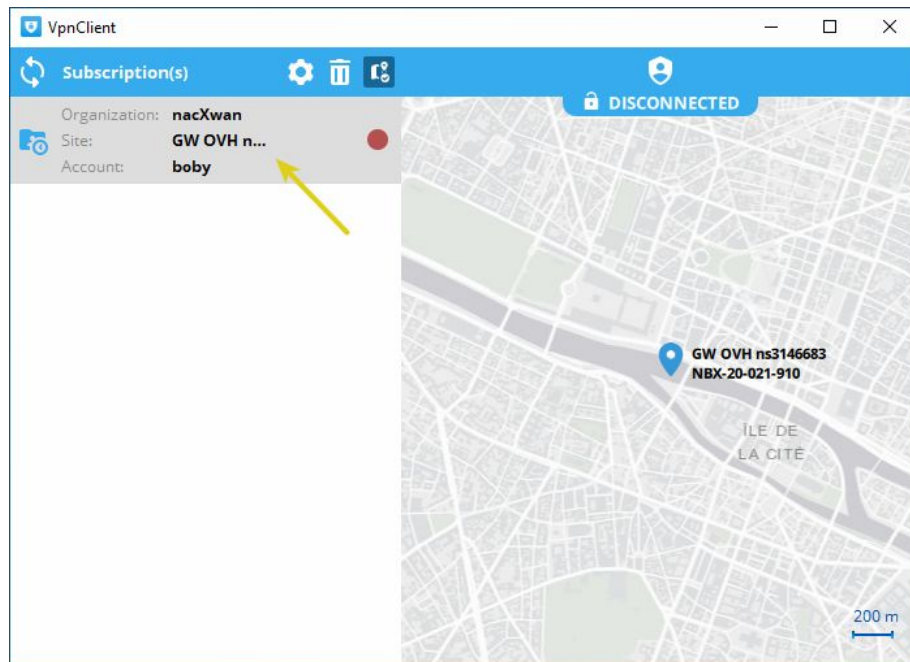 VpnClient
Subscription(s)
DISCONNECTED
Organization: nacXwan
Site: GW OVH n...
Account: boby
GW OVH ns3146683
NBX-20-021-910
ÎLE DE
LA CITÉ
200 m